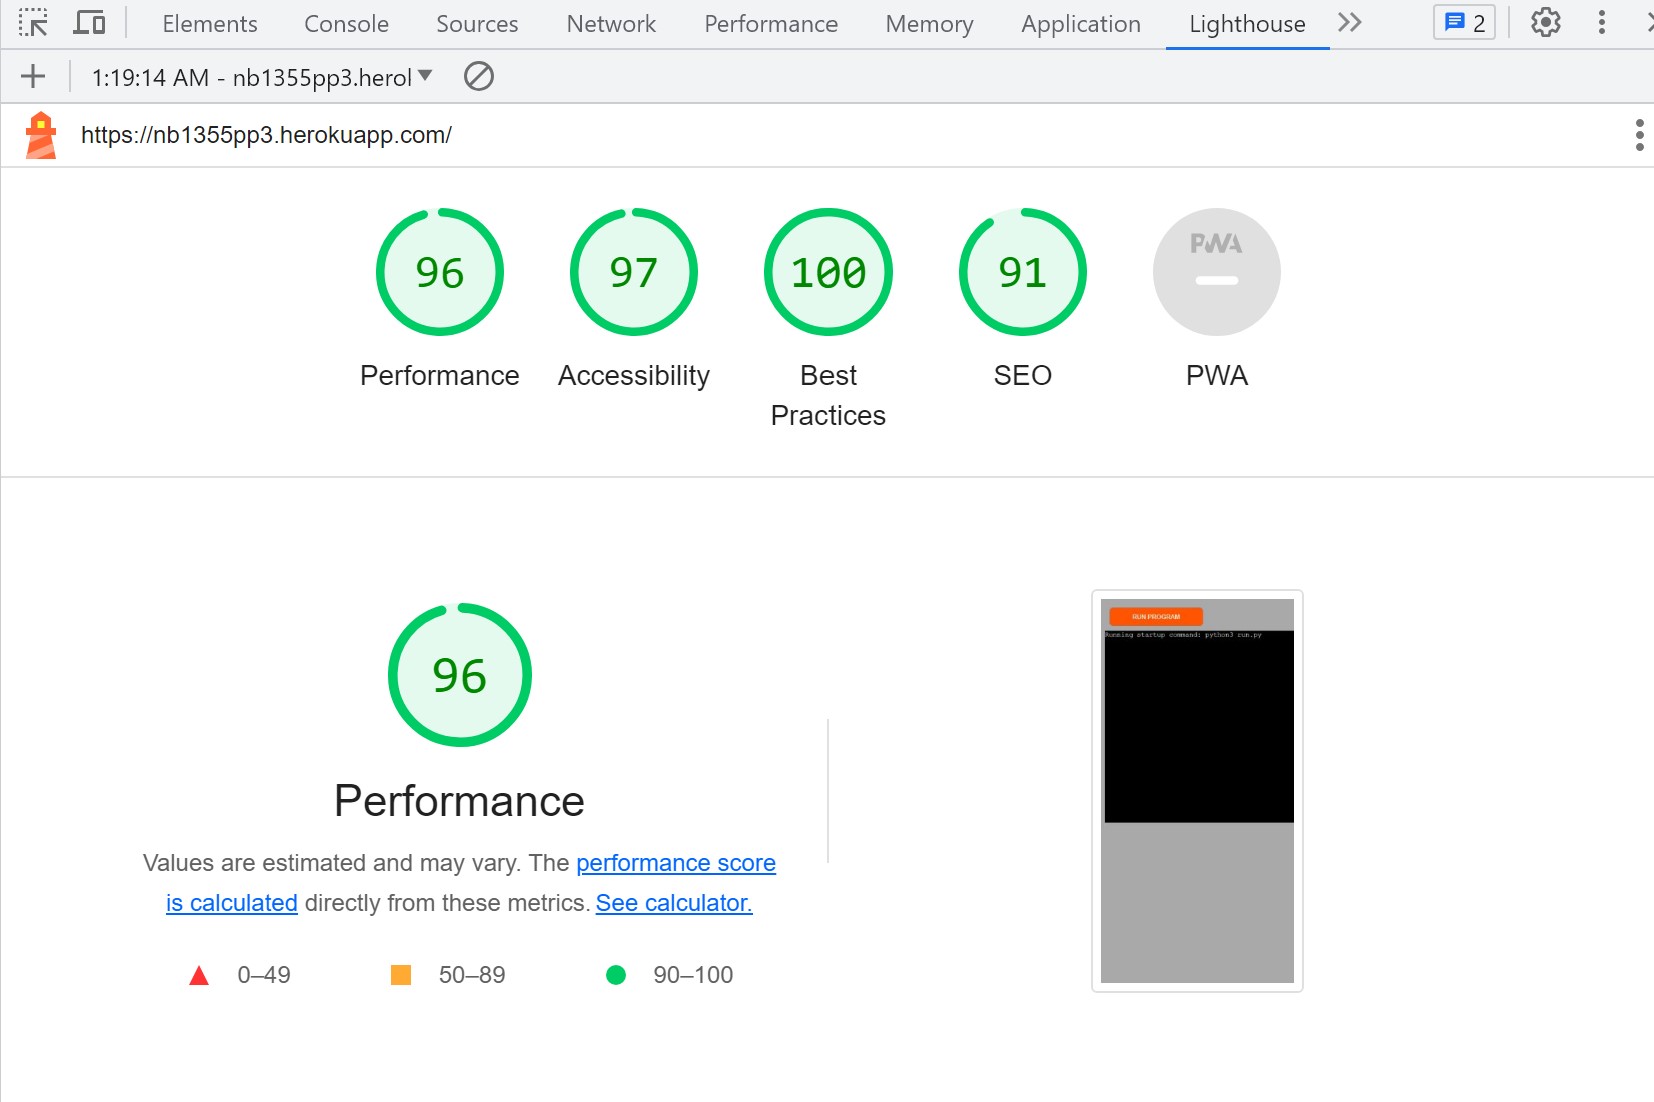 Elements Console Sources Network Performance Memory Application Lighthouse 2
1:19:14 AM - nb1355pp3.herol
https://nb1355pp3.herokuapp.com/
96 97 100 91 PWA
Performance Accessibility Best Practices SEO PWA
96
Performance
Values are estimated and may vary. The performance score
is calculated directly from these metrics. See calculator.
0–49 50–89 90–100
RUN PROGRAM
Running startup command: python3 run.py